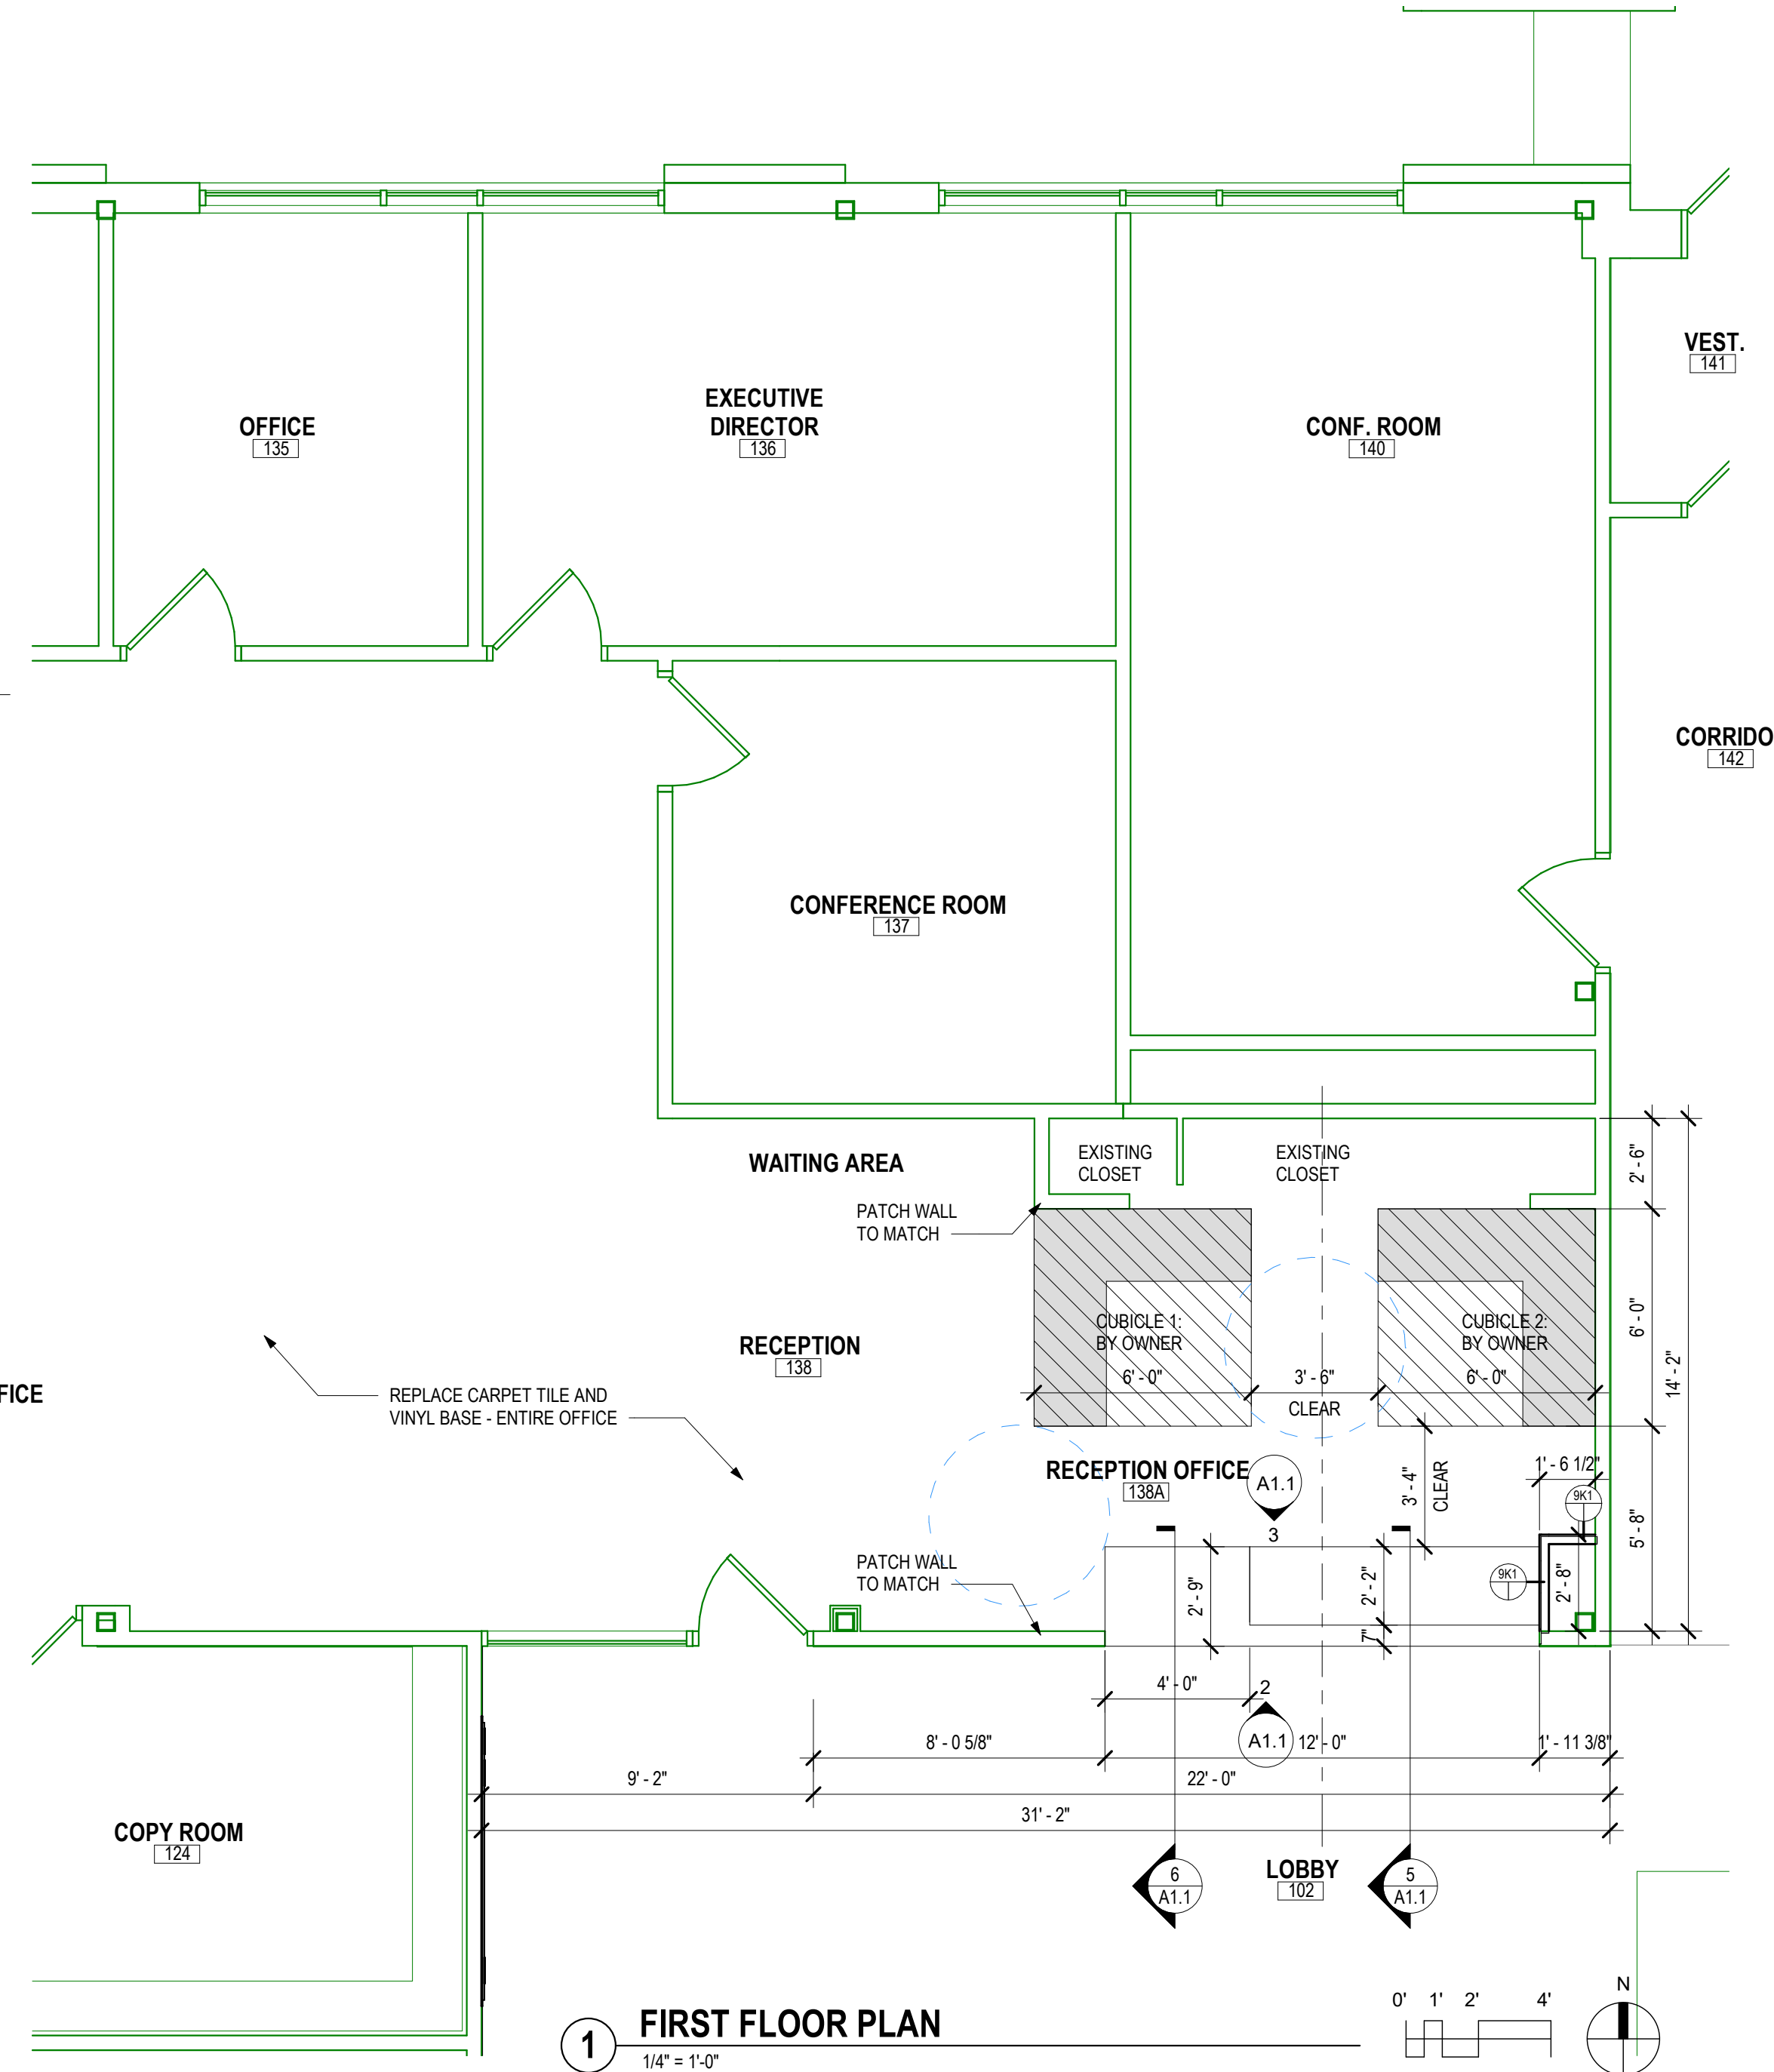 VEST.
141
EXECUTIVE
DIRECTOR
136
OFFICE
135
CONF. ROOM
140
CORRIDO
142
CONFERENCE ROOM
137
WAITING AREA
EXISTING
CLOSET
EXISTING
CLOSET
2' - 6"
PATCH WALL
TO MATCH
CUBICLE 1:
BY OWNER
6' - 0"
3' - 6"
CLEAR
CUBICLE 2:
BY OWNER
6' - 0"
6' - 0"
14' - 2"
RECEPTION
138
FICE
REPLACE CARPET TILE AND
VINYL BASE - ENTIRE OFFICE
RECEPTION OFFICE
138A
A1.1
3
3' - 4"
CLEAR
1' - 6 1/2"
9K1
5' - 8"
PATCH WALL
TO MATCH
2' - 9"
2' - 2"
7"
9K1
2' - 8"
4' - 0"
2
A1.1
8' - 0 5/8"
12' - 0"
1' - 11 3/8"
9' - 2"
22' - 0"
31' - 2"
COPY ROOM
124
6
A1.1
LOBBY
102
5
A1.1
1
FIRST FLOOR PLAN
1/4" = 1'-0"
0' 1' 2' 4'
N